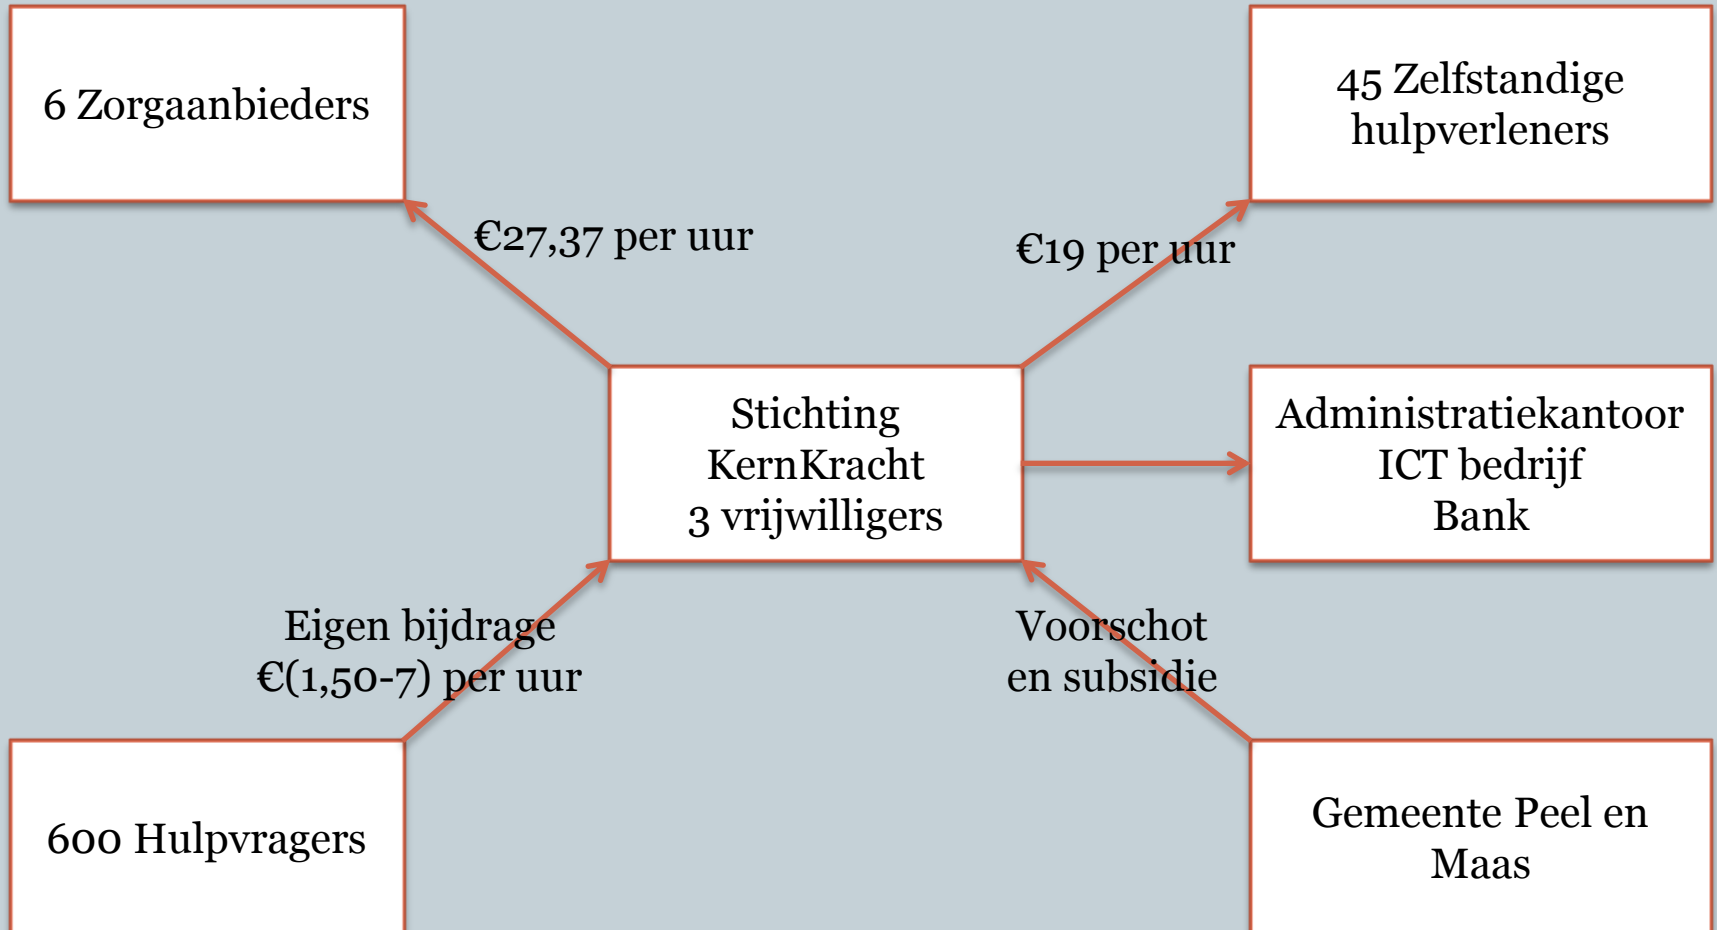 6 Zorgaanbieders
45 Zelfstandige
hulpverleners
€27,37 per uur
€19 per uur
Stichting
KernKracht
3 vrijwilligers
Administratiekantoor
ICT bedrijf
Bank
Eigen bijdrage
€(1,50-7) per uur
Voorschot
en subsidie
600 Hulpvragers
Gemeente Peel en
Maas